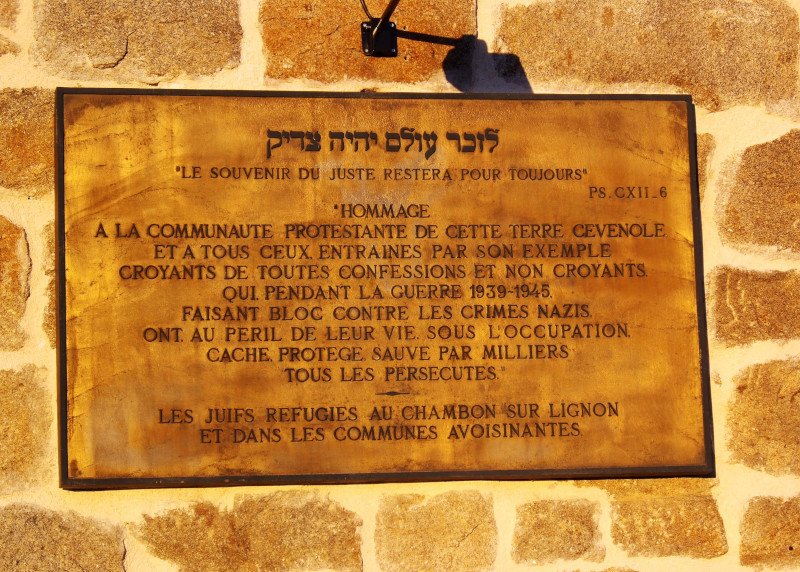 לזכר עולם יהיה צדיק
"LE SOUVENIR DU JUSTE RESTERA POUR TOUJOURS"
PS. CXII_6
"HOMMAGE
A LA COMMUNAUTE PROTESTANTE DE CETTE TERRE CEVENOLE
ET A TOUS CEUX, ENTRAINES PAR SON EXEMPLE
CROYANTS DE TOUTES CONFESSIONS ET NON CROYANTS,
QUI, PENDANT LA GUERRE 1939-1945,
FAISANT BLOC CONTRE LES CRIMES NAZIS,
ONT, AU PERIL DE LEUR VIE, SOUS L'OCCUPATION,
CACHE, PROTEGE, SAUVE PAR MILLIERS
TOUS LES PERSECUTES."
LES JUIFS REFUGIES AU CHAMBON SUR LIGNON
ET DANS LES COMMUNES AVOISINANTES.